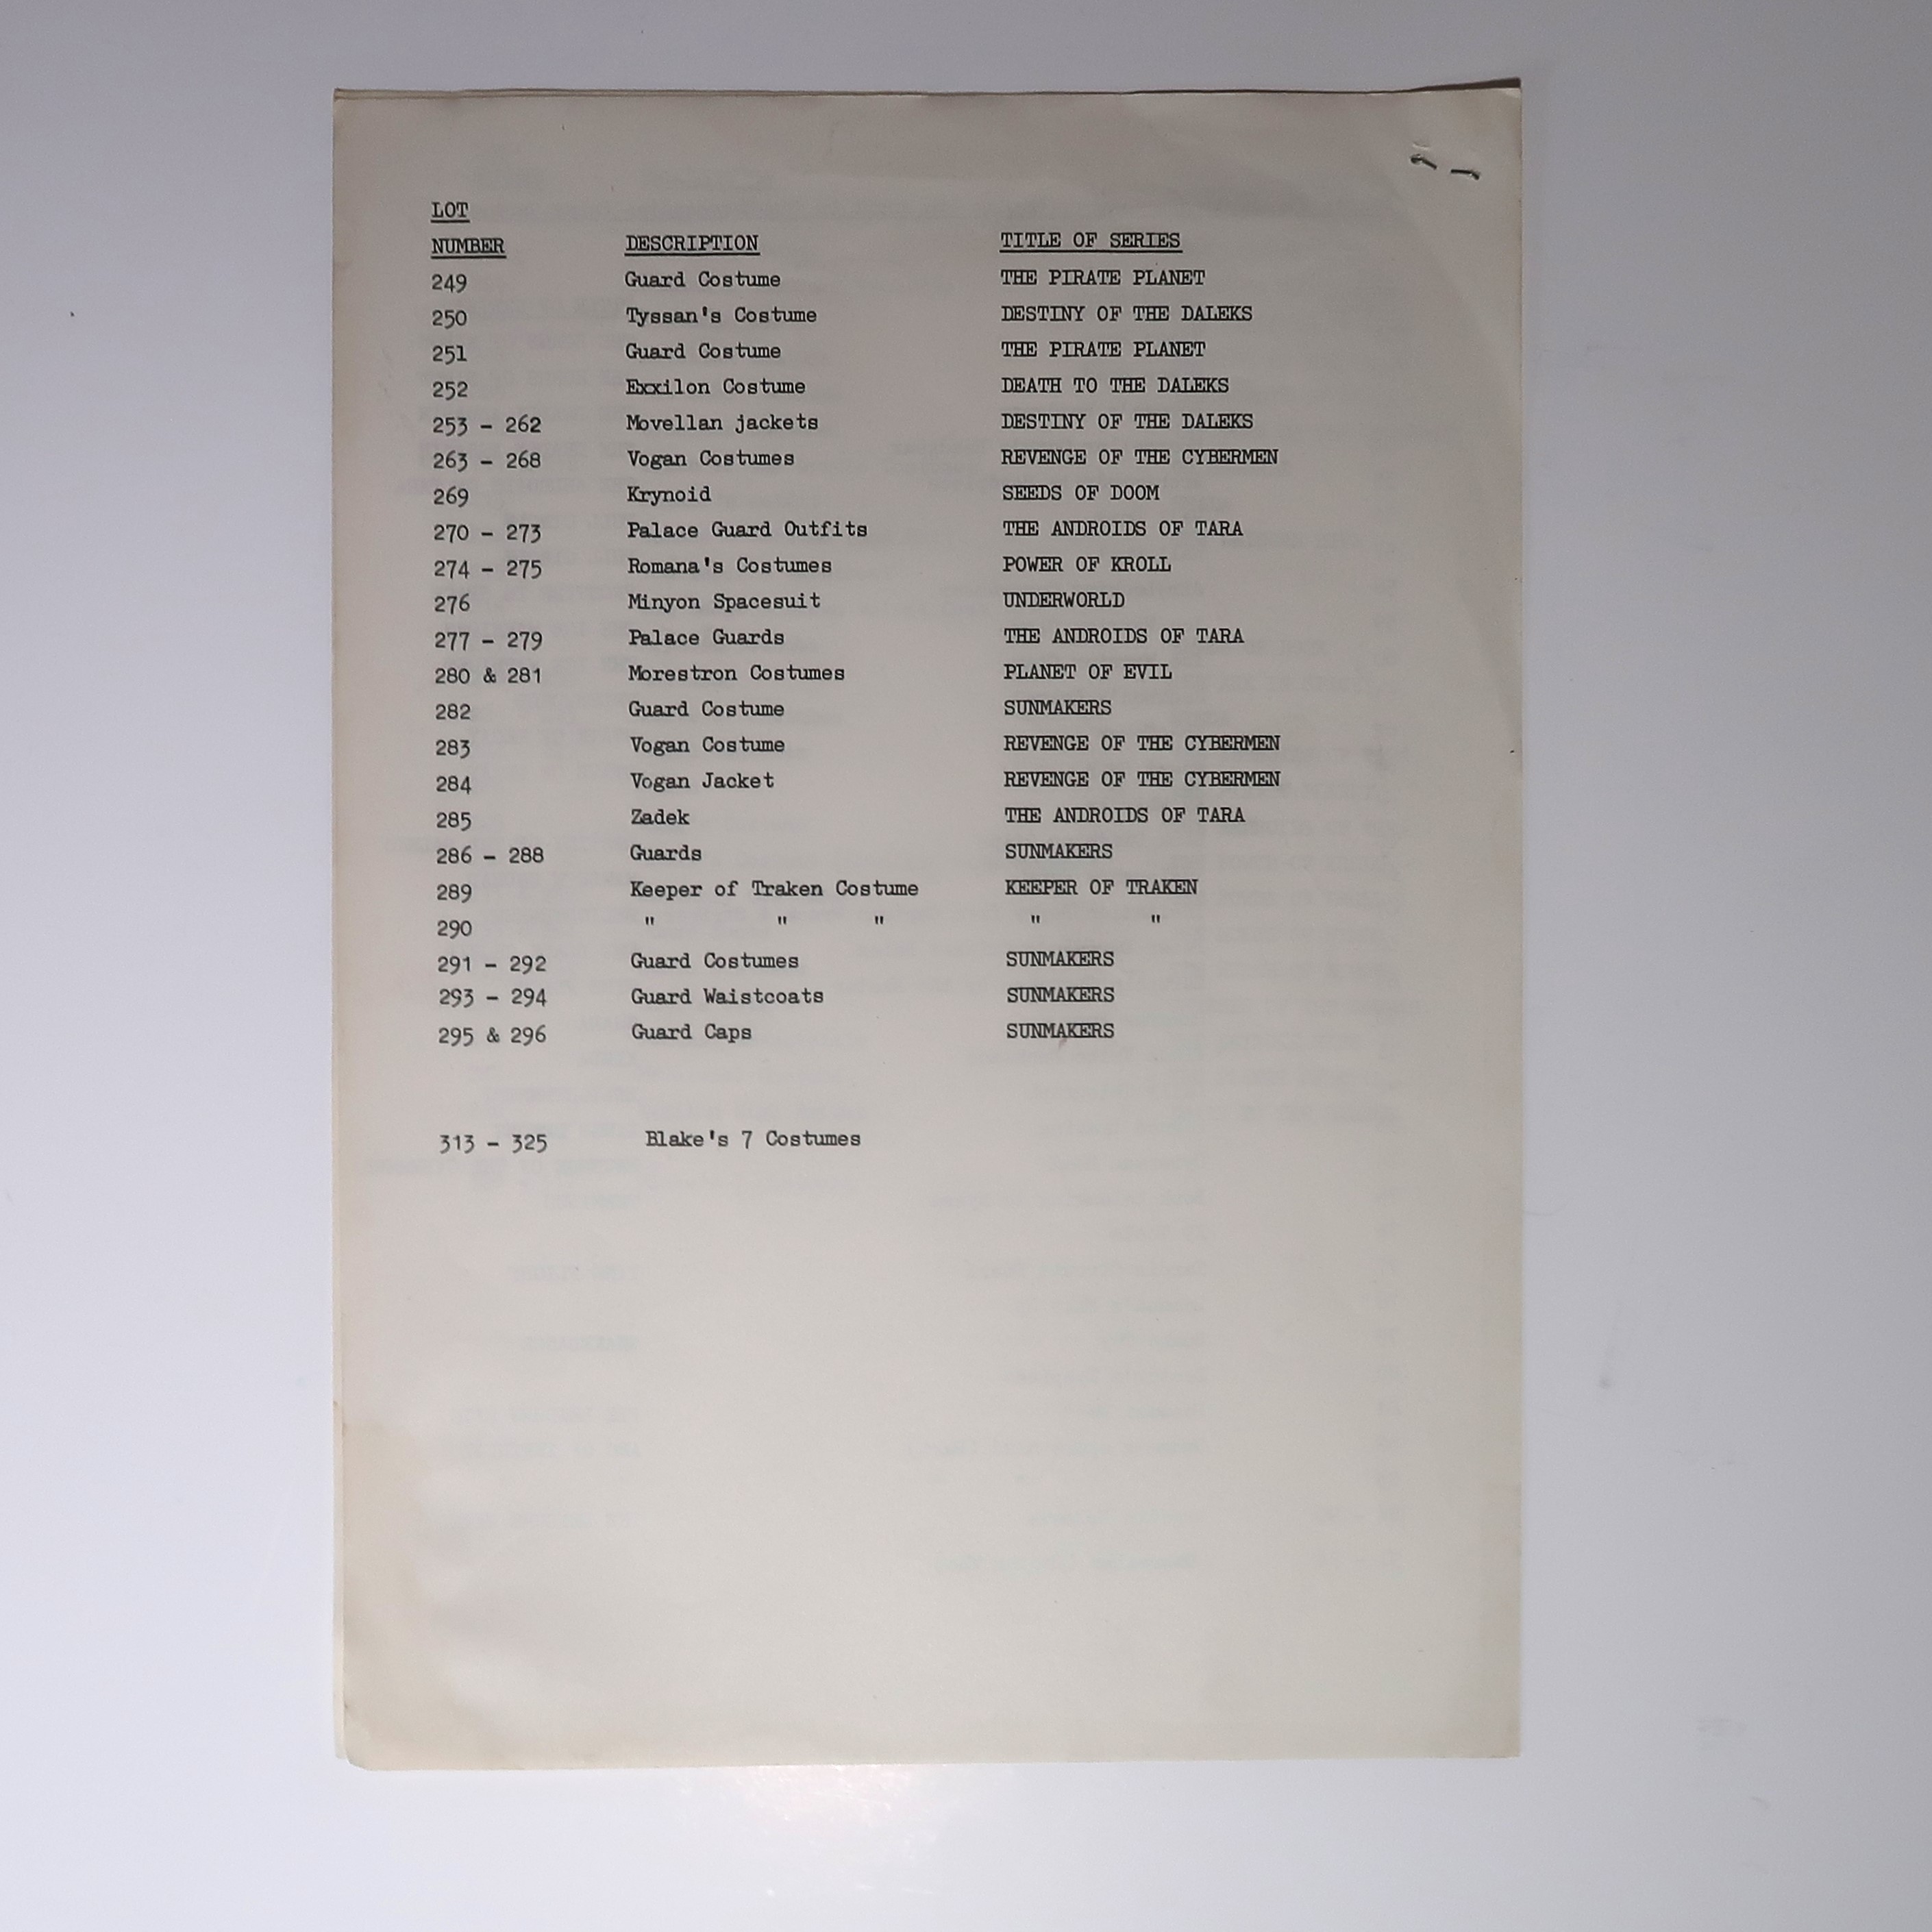 LOT
NUMBER DESCRIPTION TITLE OF SERIES
249 Guard Costume THE PIRATE PLANET
250 Tyssan's Costume DESTINY OF THE DALEKS
251 Guard Costume THE PIRATE PLANET
252 Exxilon Costume DEATH TO THE DALEKS
253 - 262 Movellan jackets DESTINY OF THE DALEKS
263 - 268 Vogan Costumes REVENGE OF THE CYBERMEN
269 Krynoid SEEDS OF DOOM
270 - 273 Palace Guard Outfits THE ANDROIDS OF TARA
274 - 275 Romana's Costumes POWER OF KROLL
276 Minyon Spacesuit UNDERWORLD
277 - 279 Palace Guards THE ANDROIDS OF TARA
280 & 281 Morestron Costumes PLANET OF EVIL
282 Guard Costume SUNMAKERS
283 Vogan Costume REVENGE OF THE CYBERMEN
284 Vogan Jacket REVENGE OF THE CYBERMEN
285 Zadek THE ANDROIDS OF TARA
286 - 288 Guards SUNMAKERS
289 Keeper of Traken Costume KEEPER OF TRAKEN
290 " " " " "
291 - 292 Guard Costumes SUNMAKERS
293 - 294 Guard Waistcoats SUNMAKERS
295 & 296 Guard Caps SUNMAKERS
313 - 325 Blake's 7 Costumes